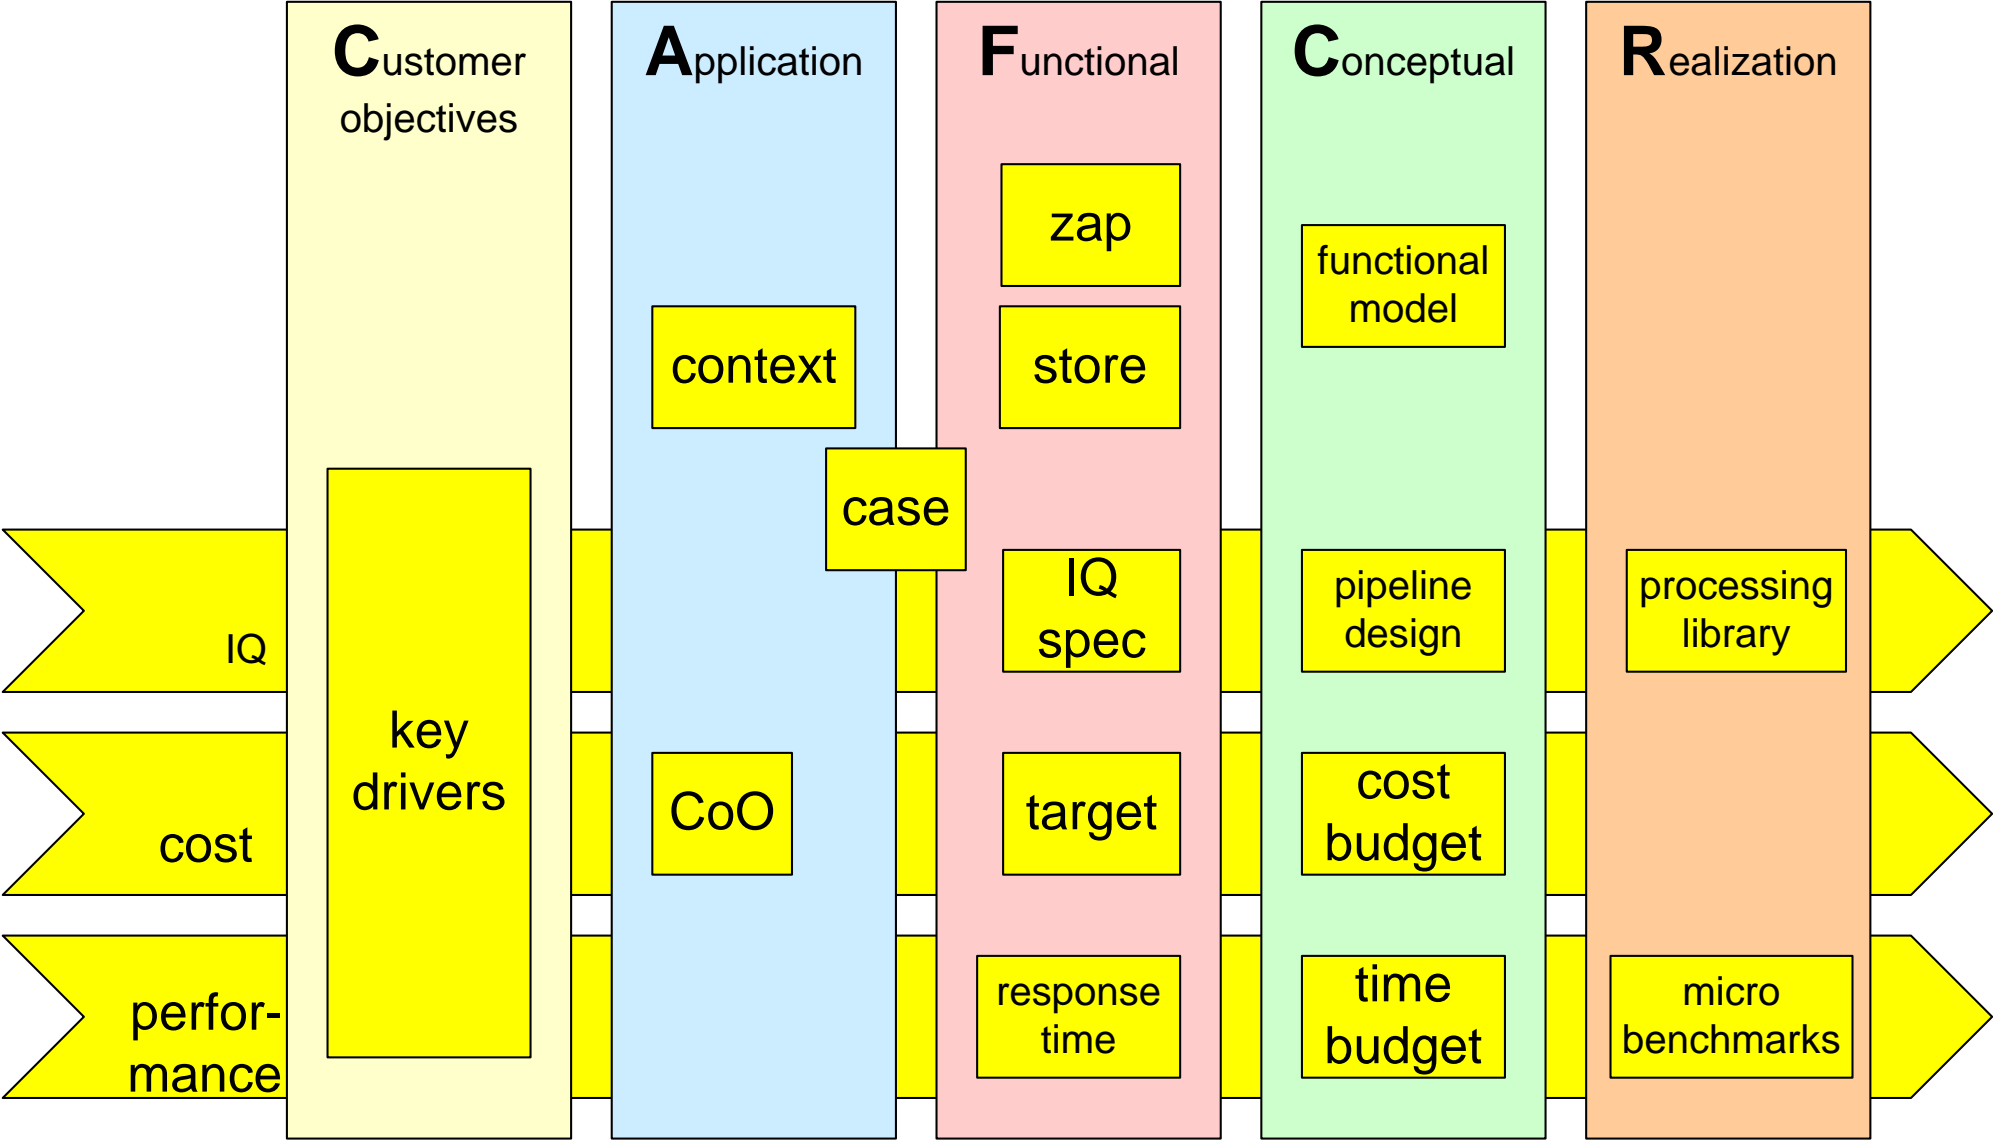 Customer
objectives
Application
Functional
Conceptual
Realization
zap
functional
model
context
store
case
IQ
key
drivers
IQ
spec
pipeline
design
processing
library
cost
CoO
target
cost
budget
perfor-
mance
response
time
time
budget
micro
benchmarks